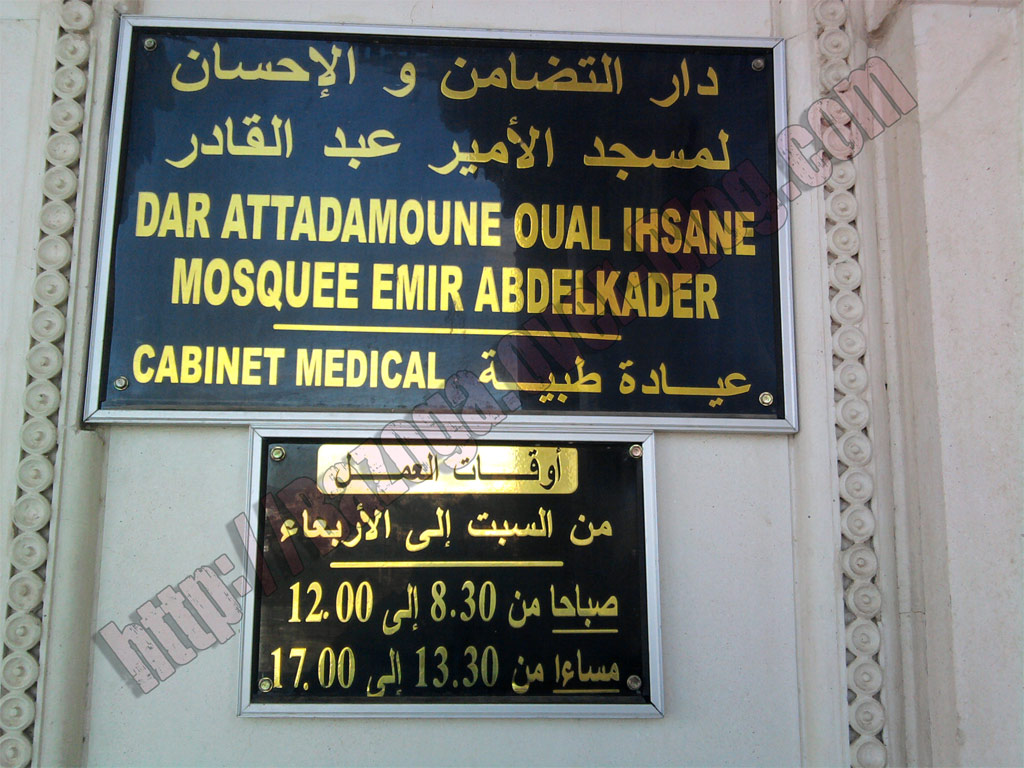 دار التضامن و الإحسان
لمسجد الأمير عبد القادر
DAR ATTADAMOUNE OUAL IHSANE
MOSQUEE EMIR ABDELKADER
CABINET MEDICAL عيادة طبية
أوقات العمل
من السبت إلى الأربعاء
صباحا من 8.30 إلى 12.00
مساءا من 13.30 إلى 17.00